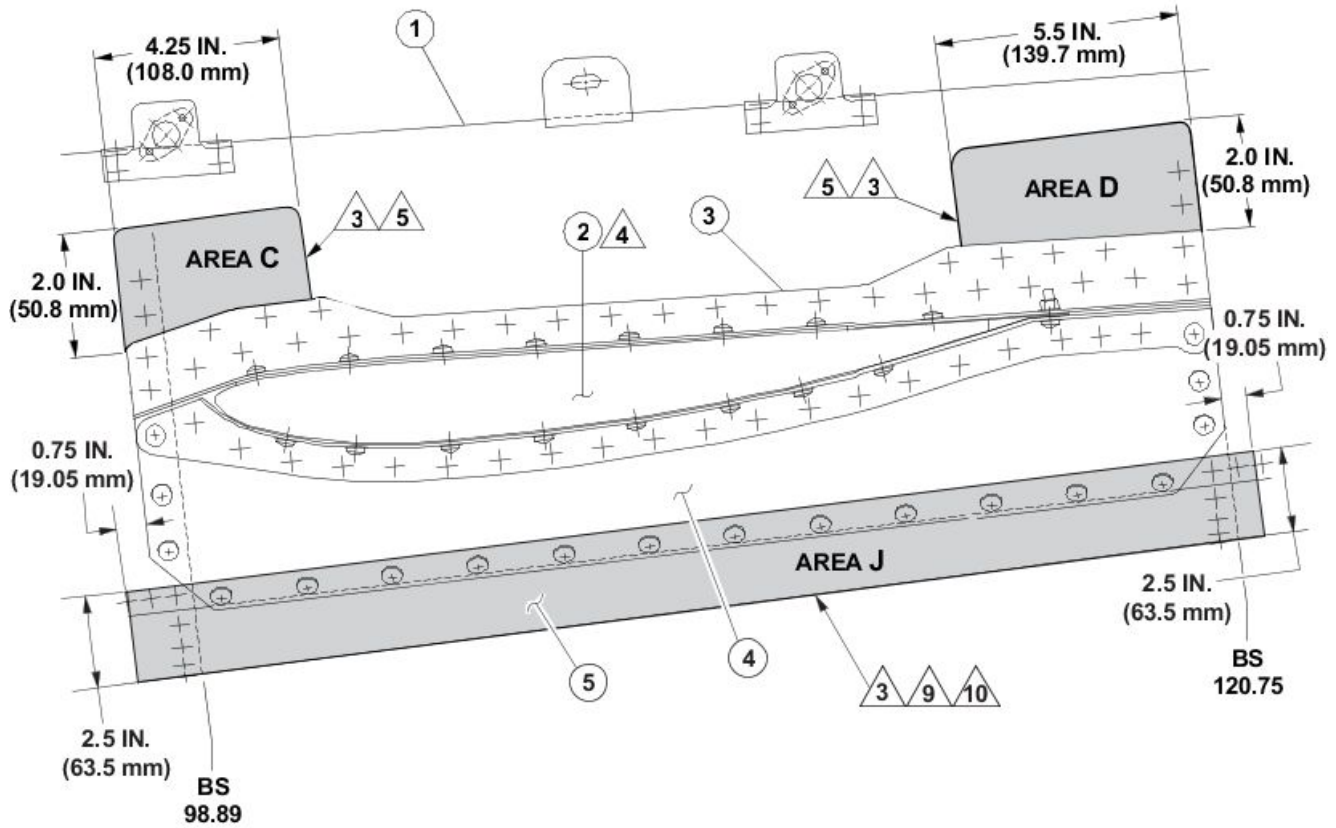 4.25 IN.
(108.0 mm)
1
5.5 IN.
(139.7 mm)
2.0 IN.
(50.8 mm)
AREA D
5 3
3 5
2 4
3
AREA C
2.0 IN.
(50.8 mm)
0.75 IN.
(19.05 mm)
0.75 IN.
(19.05 mm)
AREA J
2.5 IN.
(63.5 mm)
4
5
3 9 10
BS
120.75
2.5 IN.
(63.5 mm)
BS
98.89